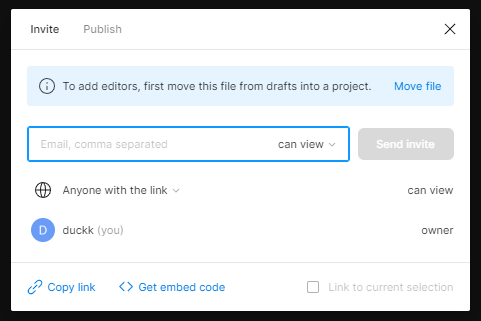 Invite Publish
To add editors, first move this file from drafts into a project. Move file
Email, comma separated can view Send invite
Anyone with the link can view
D duckk (you) owner
Copy link Get embed code Link to current selection